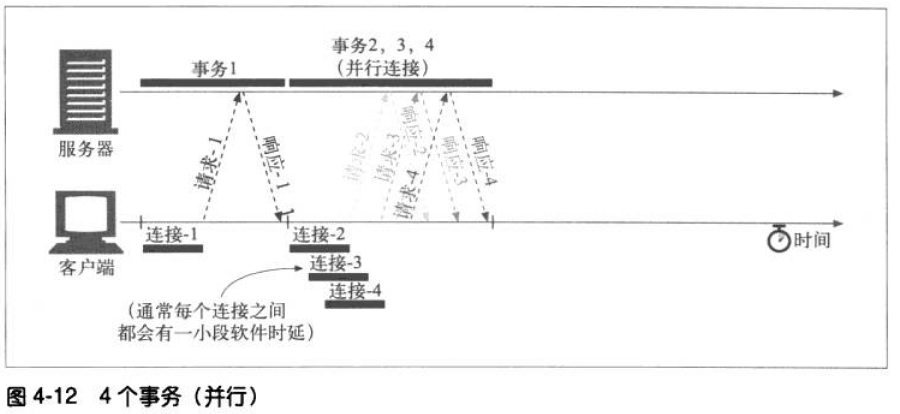 事务2，3，4
事务1
（并行连接）
请求-1
响应-1
请求-2
请求-3
响应-2
请求-4
响应-3
响应-4
服务器
连接-1
连接-2
时间
客户端
连接-3
连接-4
（通常每个连接之间
都会有一小段软件时延）
图 4-12　4 个事务（并行）